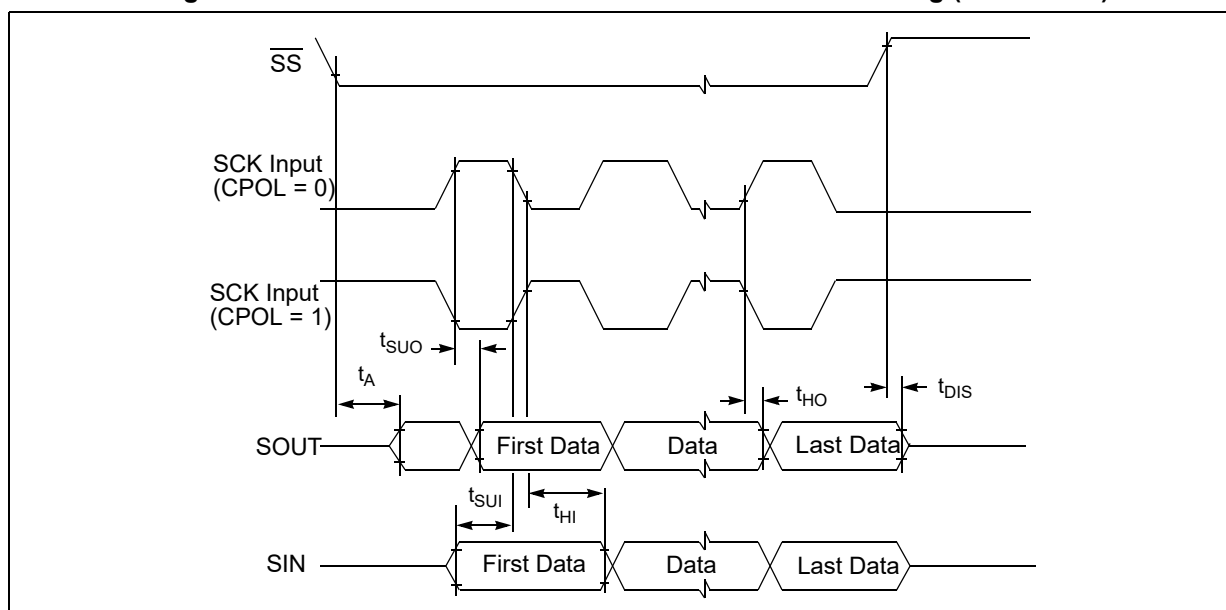 SS
SCK Input
(CPOL = 0)
SCK Input
(CPOL = 1)
tSUO
tA
tHO
tDIS
SOUT
First Data
Data
Last Data
tSUI
tHI
SIN
First Data
Data
Last Data